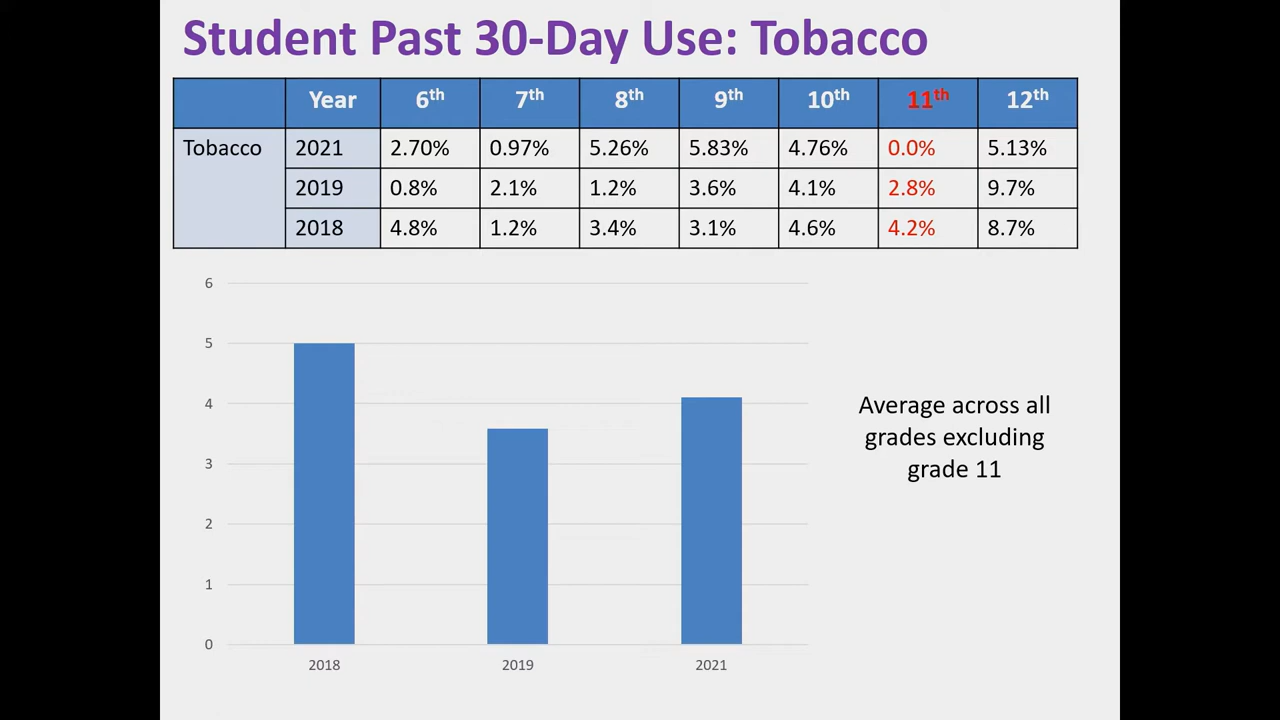 Student Past 30-Day Use: Tobacco
Year 6th 7th 8th 9th 10th 11th 12th
Tobacco 2021 2.70% 0.97% 5.26% 5.83% 4.76% 0.0% 5.13%
2019 0.8% 2.1% 1.2% 3.6% 4.1% 2.8% 9.7%
2018 4.8% 1.2% 3.4% 3.1% 4.6% 4.2% 8.7%
6
5
4
3
2
1
0
2018 2019 2021
Average across all
grades excluding
grade 11